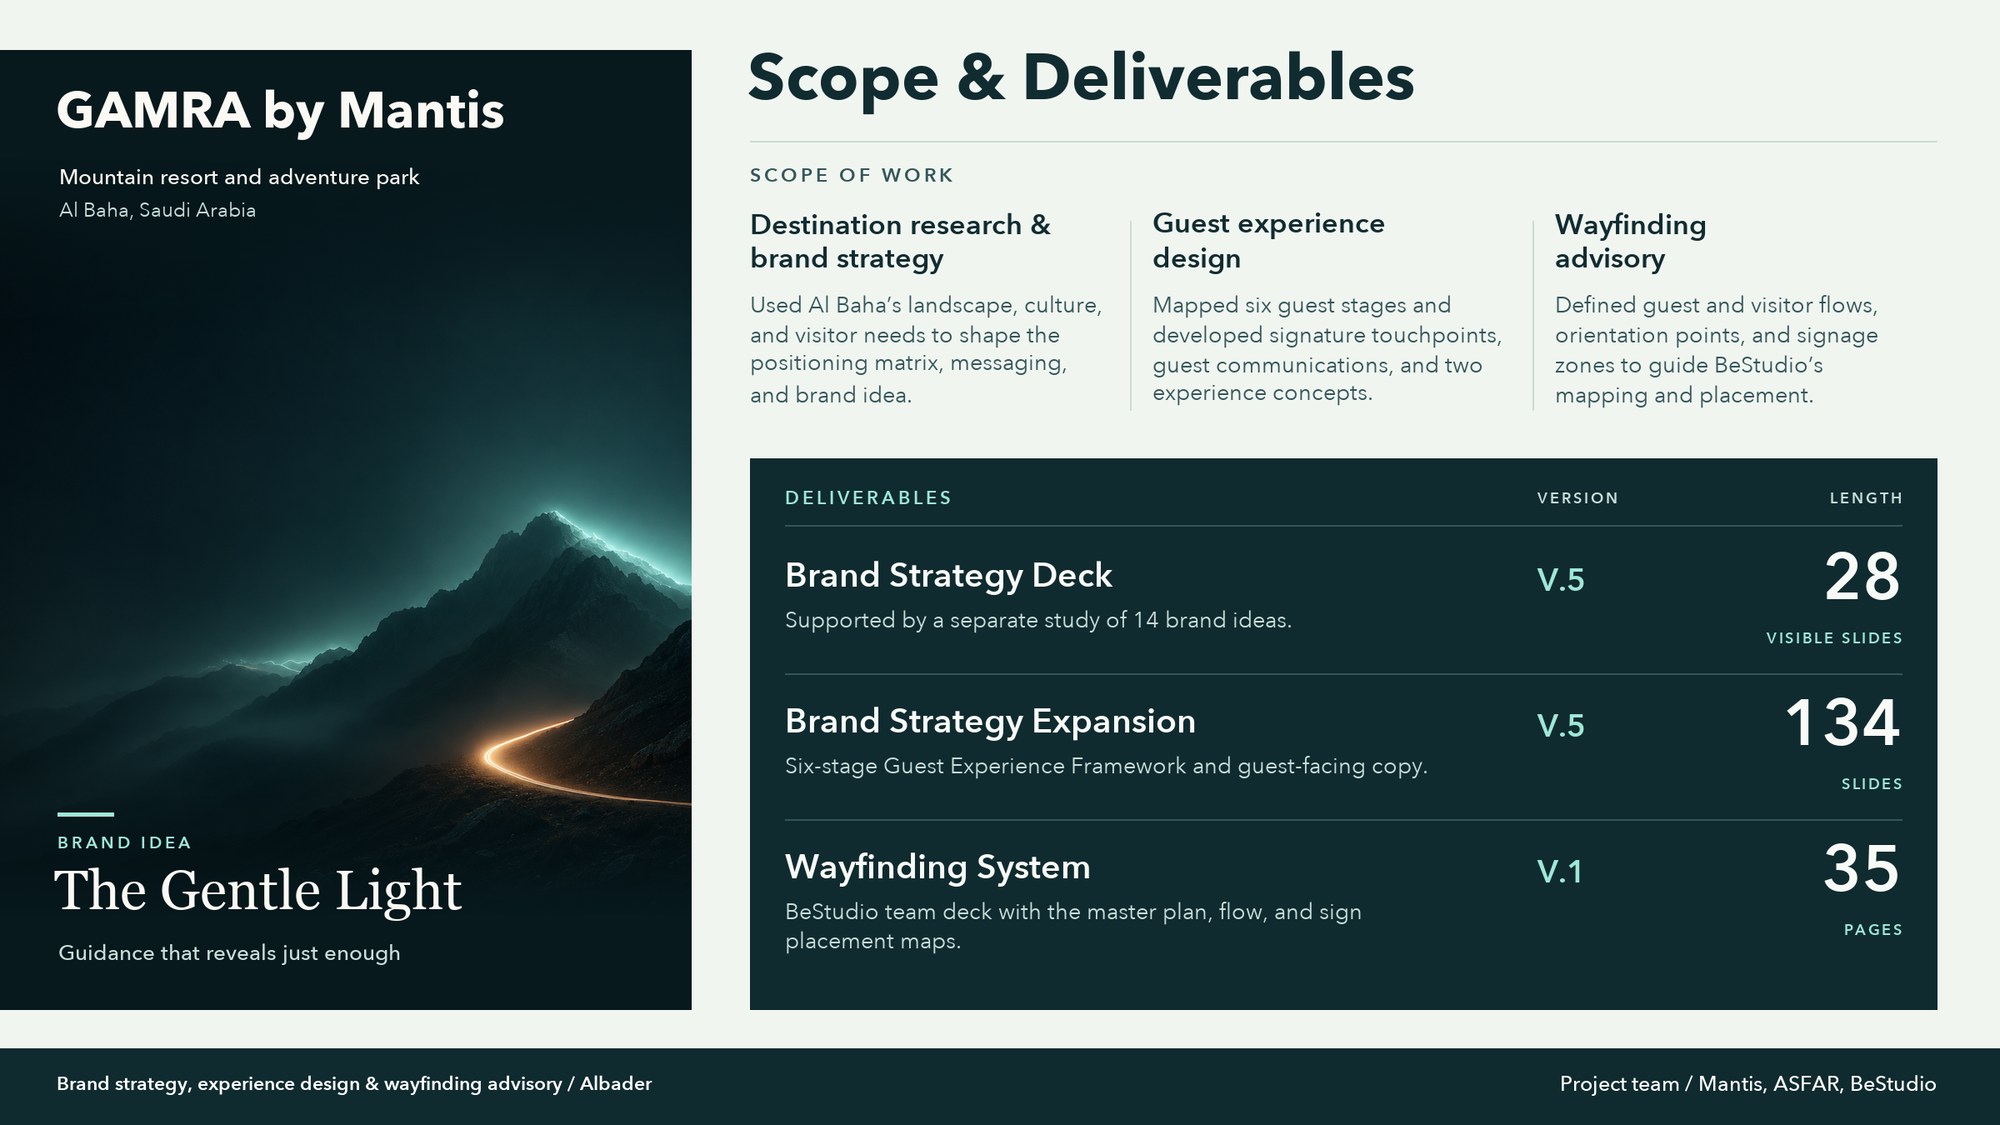 GAMRA by Mantis
Mountain resort and adventure park
Al Baha, Saudi Arabia
BRAND IDEA
The Gentle Light
Guidance that reveals just enough
Scope & Deliverables
SCOPE OF WORK
Destination research &
brand strategy
Used Al Baha’s landscape, culture,
and visitor needs to shape the
positioning matrix, messaging,
and brand idea.
Guest experience
design
Mapped six guest stages and
developed signature touchpoints,
guest communications, and two
experience concepts.
Wayfinding
advisory
Defined guest and visitor flows,
orientation points, and signage
zones to guide BeStudio’s
mapping and placement.
DELIVERABLES VERSION LENGTH
Brand Strategy Deck V.5 28
Supported by a separate study of 14 brand ideas.
VISIBLE SLIDES
Brand Strategy Expansion V.5 134
Six-stage Guest Experience Framework and guest-facing copy.
SLIDES
Wayfinding System V.1 35
BeStudio team deck with the master plan, flow, and sign
placement maps.
PAGES
Brand strategy, experience design & wayfinding advisory / Albader
Project team / Mantis, ASFAR, BeStudio